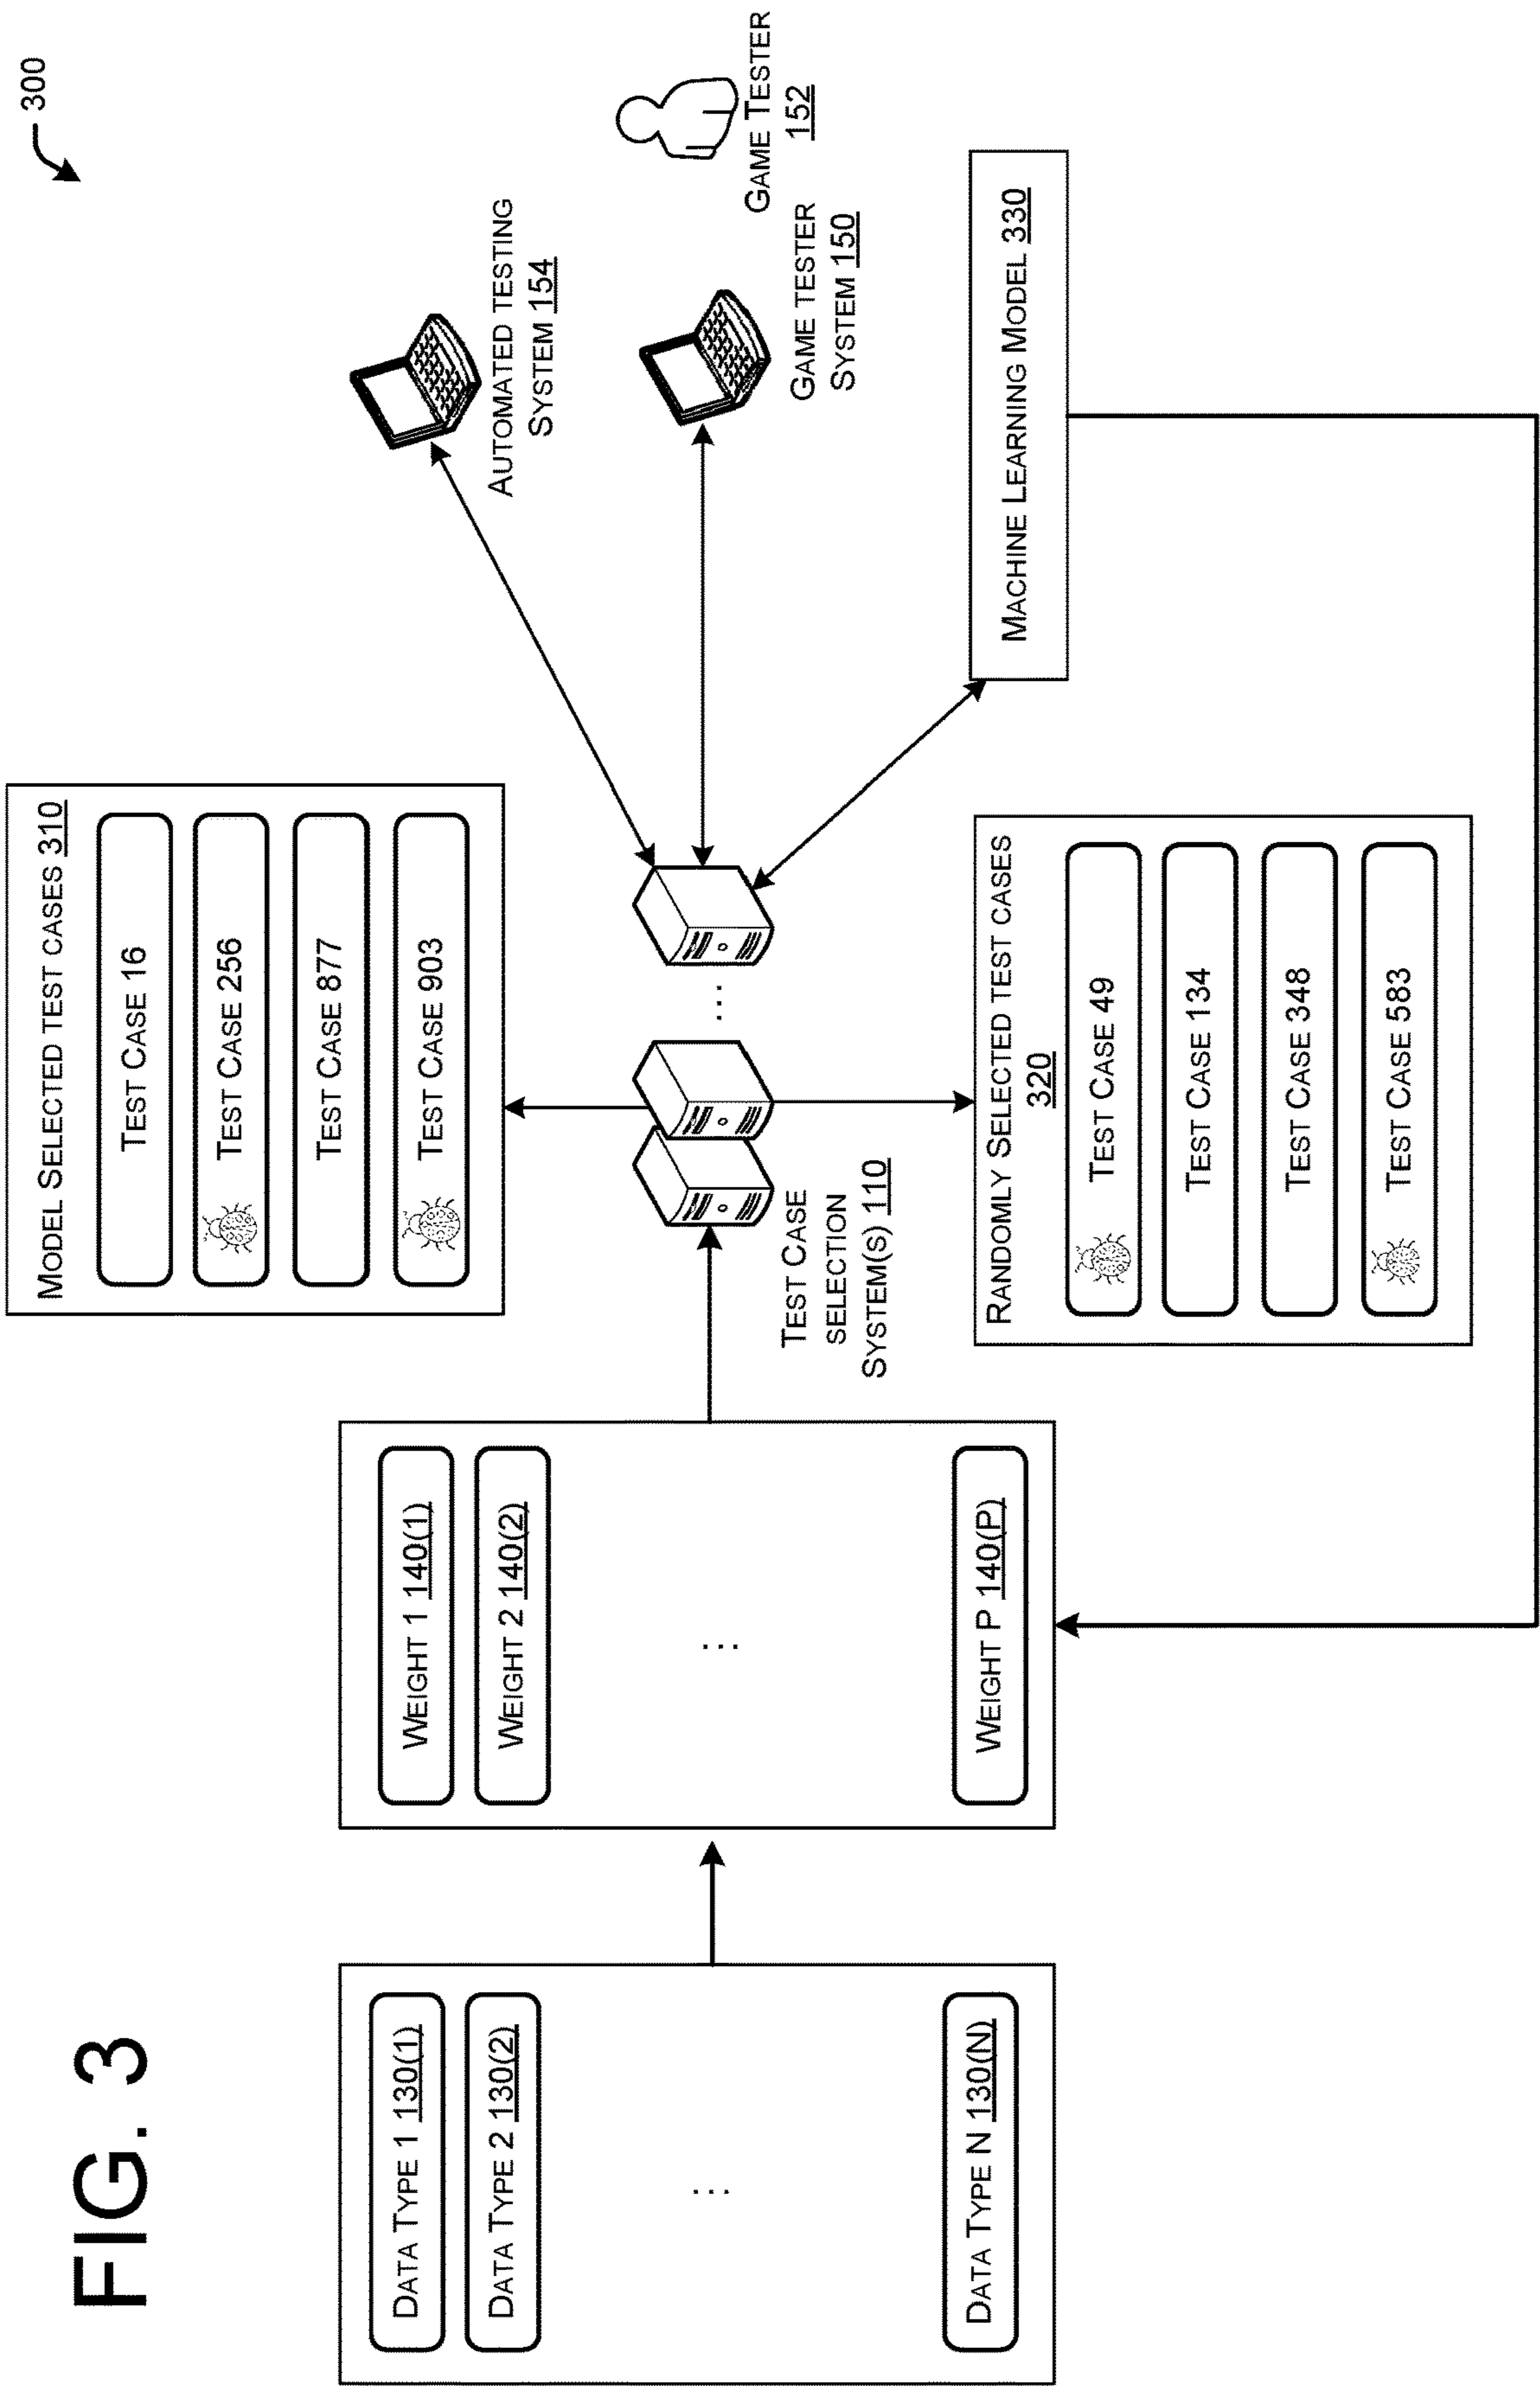 FIG. 3
300
DATA TYPE 1 130(1)
DATA TYPE 2 130(2)
...
DATA TYPE N 130(N)
WEIGHT 1 140(1)
WEIGHT 2 140(2)
...
WEIGHT P 140(P)
MODEL SELECTED TEST CASES 310
TEST CASE 16
TEST CASE 256
TEST CASE 877
TEST CASE 903
...
TEST CASE
SELECTION
SYSTEM(S) 110
RANDOMLY SELECTED TEST CASES
320
TEST CASE 49
TEST CASE 134
TEST CASE 348
TEST CASE 583
AUTOMATED TESTING
SYSTEM 154
GAME TESTER
SYSTEM 150
GAME TESTER
152
MACHINE LEARNING MODEL 330